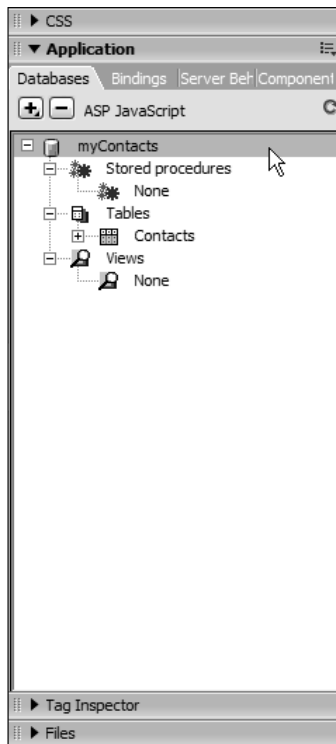 CSS
Application
Databases Bindings Server Beh Component
ASP JavaScript
myContacts
Stored procedures
None
Tables
Contacts
Views
None
Tag Inspector
Files